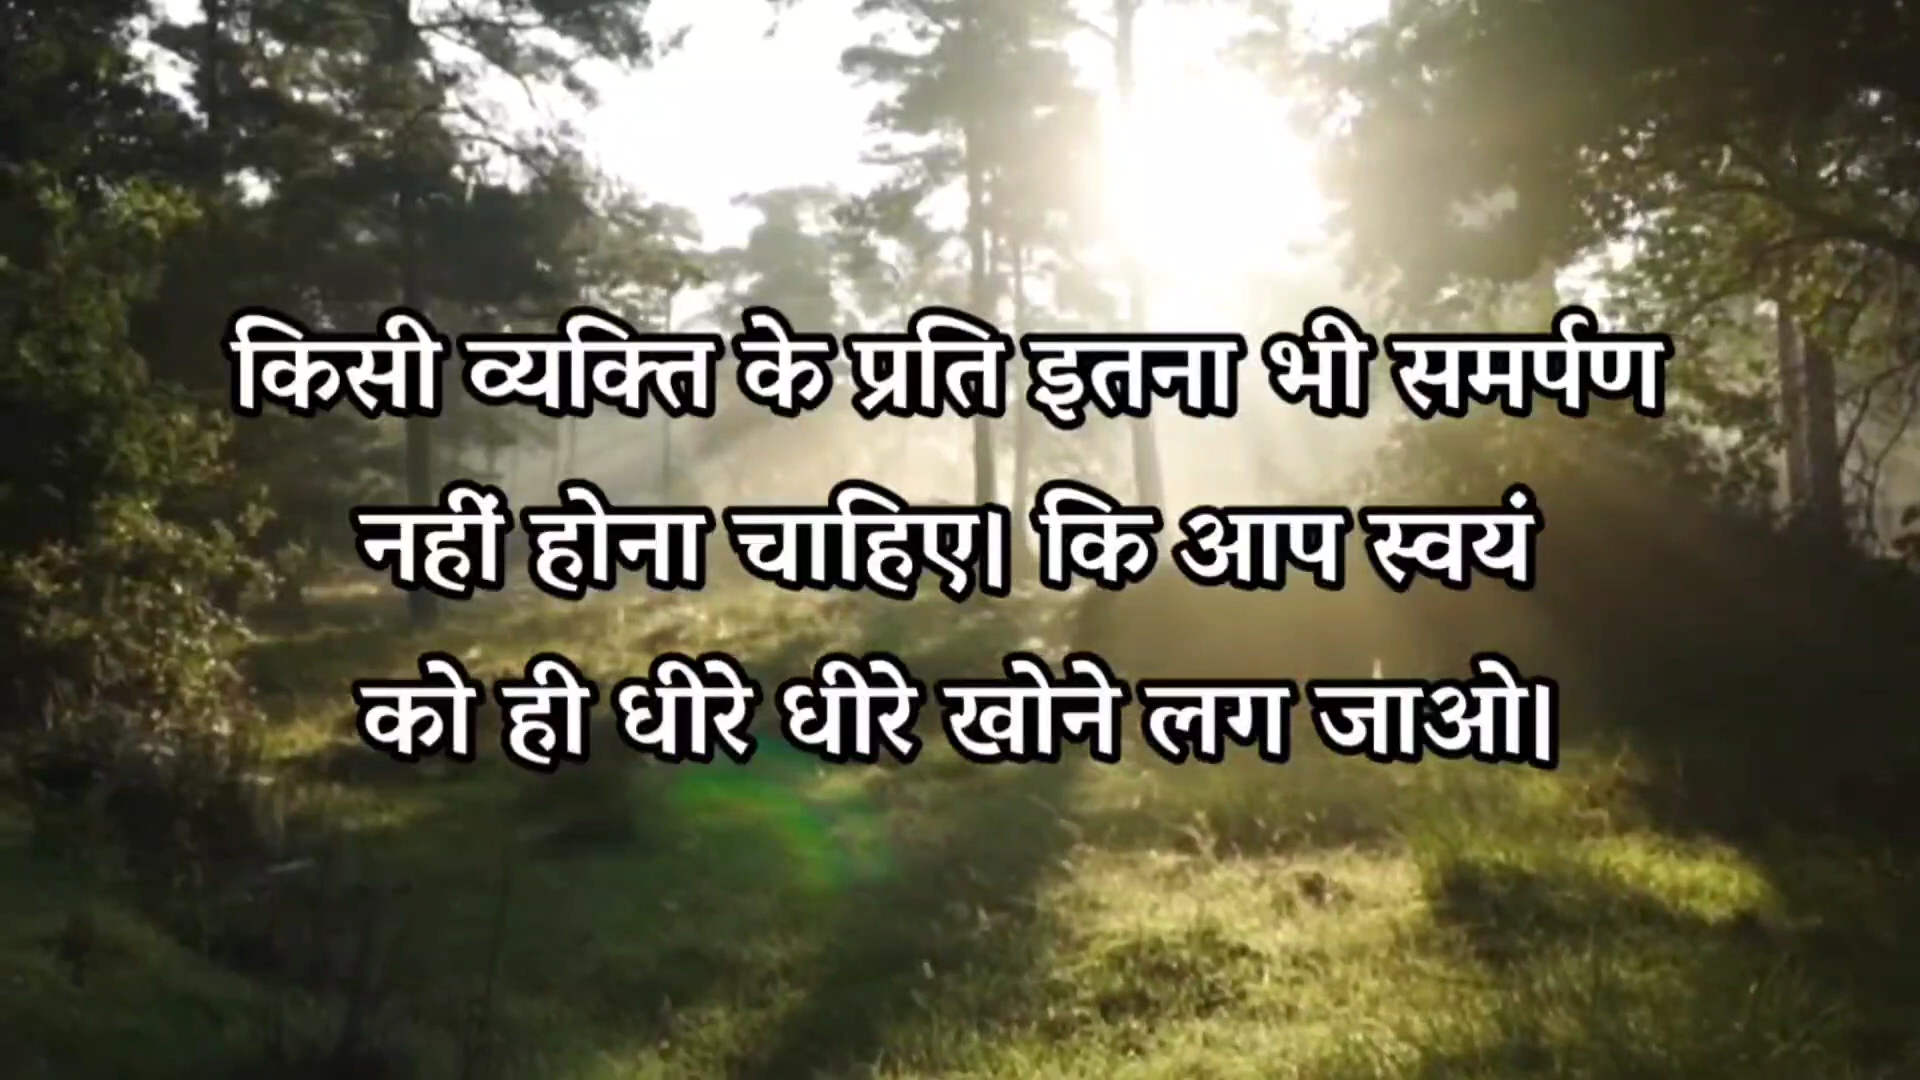 किसी व्यक्ति के प्रति इतना भी समर्पण
नहीं होना चाहिए। कि आप स्वयं
को ही धीरे धीरे खोने लग जाओ।